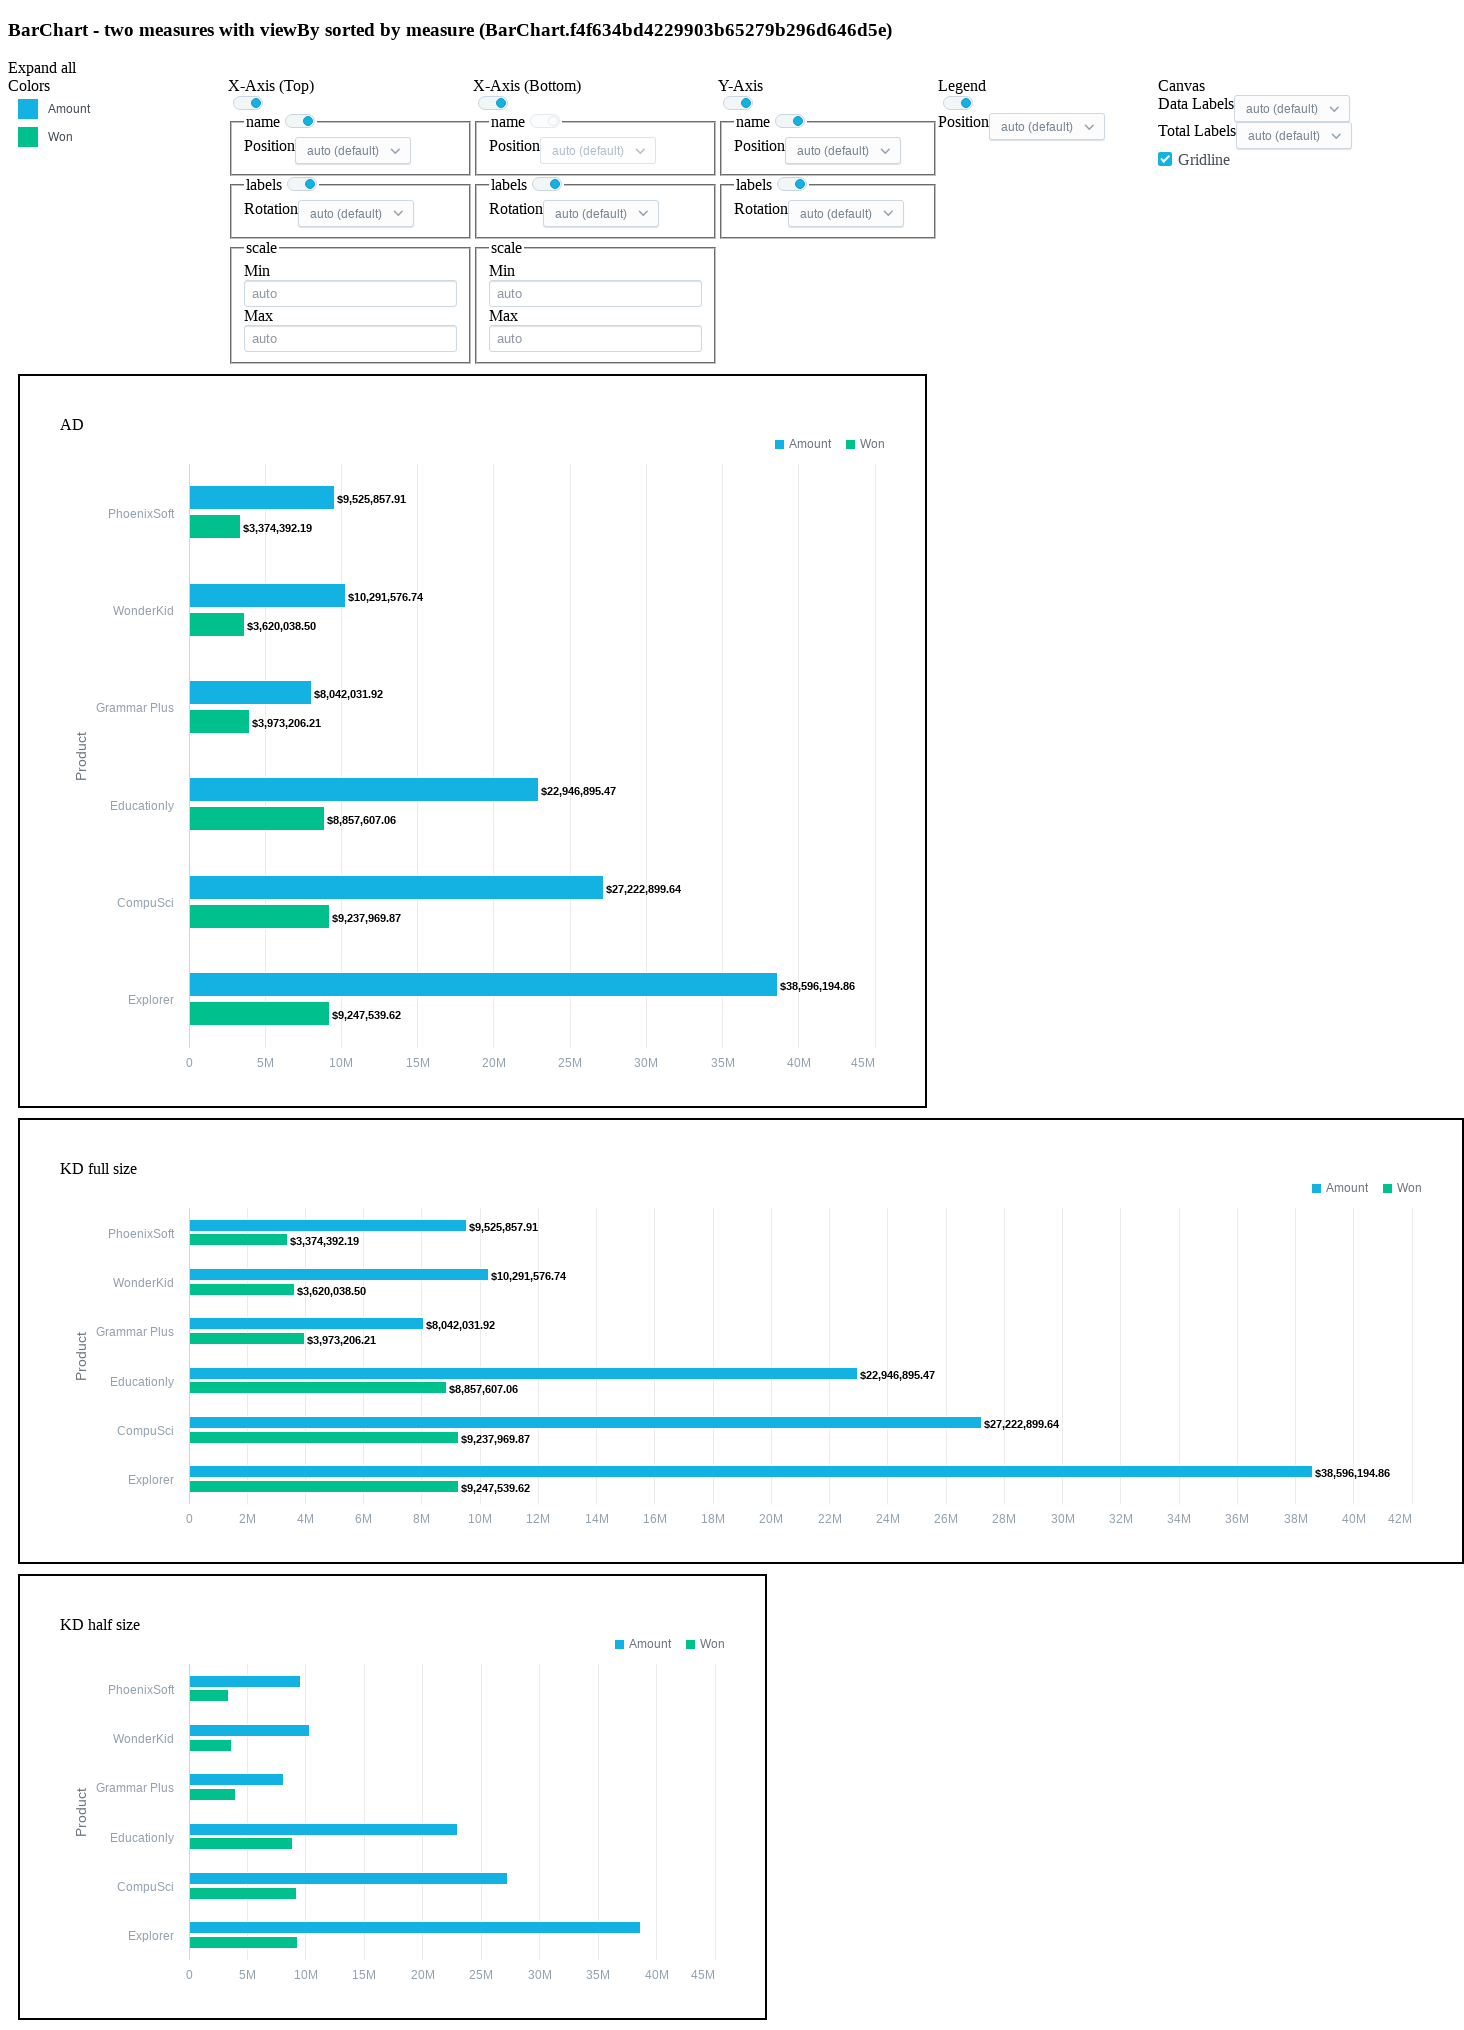 BarChart - two measures with viewBy sorted by measure (BarChart.f4f634bd4229903b65279b296d646d5e)
Expand all
Colors
Amount
Won
X-Axis (Top)
name
Position auto (default)
labels
Rotation auto (default)
scale
Min
auto
Max
auto
X-Axis (Bottom)
name
Position auto (default)
labels
Rotation auto (default)
scale
Min
auto
Max
auto
Y-Axis
name
Position auto (default)
labels
Rotation auto (default)
Legend
Position auto (default)
Canvas
Data Labels auto (default)
Total Labels auto (default)
Gridline
AD
Amount Won
Product
PhoenixSoft
$9,525,857.91
$3,374,392.19
WonderKid
$10,291,576.74
$3,620,038.50
Grammar Plus
$8,042,031.92
$3,973,206.21
Educationly
$22,946,895.47
$8,857,607.06
CompuSci
$27,222,899.64
$9,237,969.87
Explorer
$38,596,194.86
$9,247,539.62
0 5M 10M 15M 20M 25M 30M 35M 40M 45M
KD full size
Amount Won
Product
PhoenixSoft
$9,525,857.91
$3,374,392.19
WonderKid
$10,291,576.74
$3,620,038.50
Grammar Plus
$8,042,031.92
$3,973,206.21
Educationly
$22,946,895.47
$8,857,607.06
CompuSci
$27,222,899.64
$9,237,969.87
Explorer
$38,596,194.86
$9,247,539.62
0 2M 4M 6M 8M 10M 12M 14M 16M 18M 20M 22M 24M 26M 28M 30M 32M 34M 36M 38M 40M 42M
KD half size
Amount Won
Product
PhoenixSoft
WonderKid
Grammar Plus
Educationly
CompuSci
Explorer
0 5M 10M 15M 20M 25M 30M 35M 40M 45M